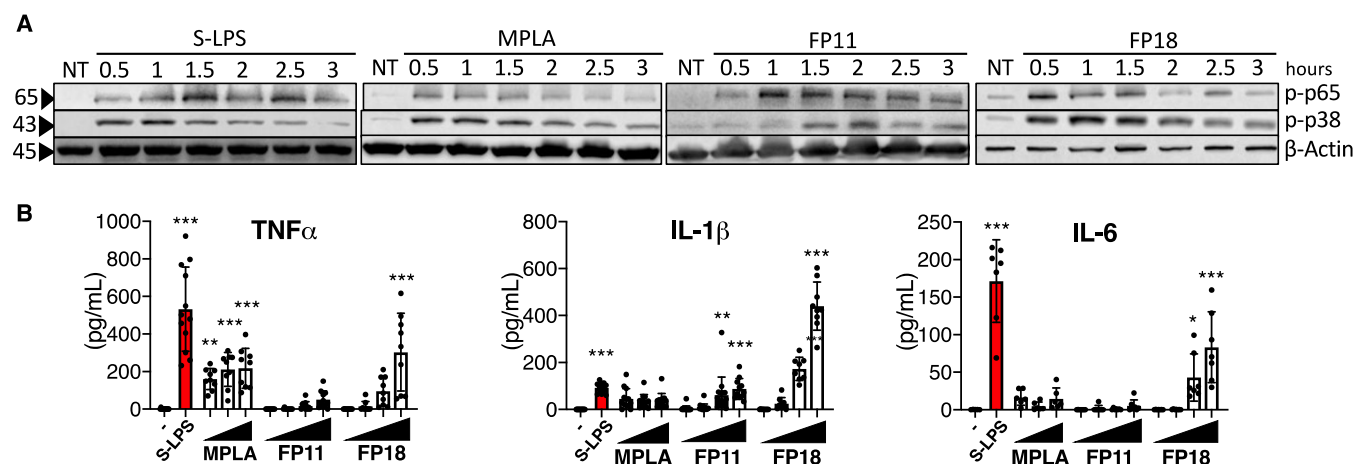 A
S-LPS MPLA FP11 FP18
NT 0.5 1 1.5 2 2.5 3 NT 0.5 1 1.5 2 2.5 3 NT 0.5 1 1.5 2 2.5 3 NT 0.5 1 1.5 2 2.5 3 hours
65 p-p65
43 p-p38
45 β-Actin
B
TNFα
(pg/mL)
1000
800
600
400
200
0
***
**
***
***
***
- S-LPS MPLA FP11 FP18
IL-1β
(pg/mL)
800
600
400
200
0
***
**
***
***
***
- S-LPS MPLA FP11 FP18
IL-6
(pg/mL)
250
200
150
100
50
0
***
*
***
- S-LPS MPLA FP11 FP18